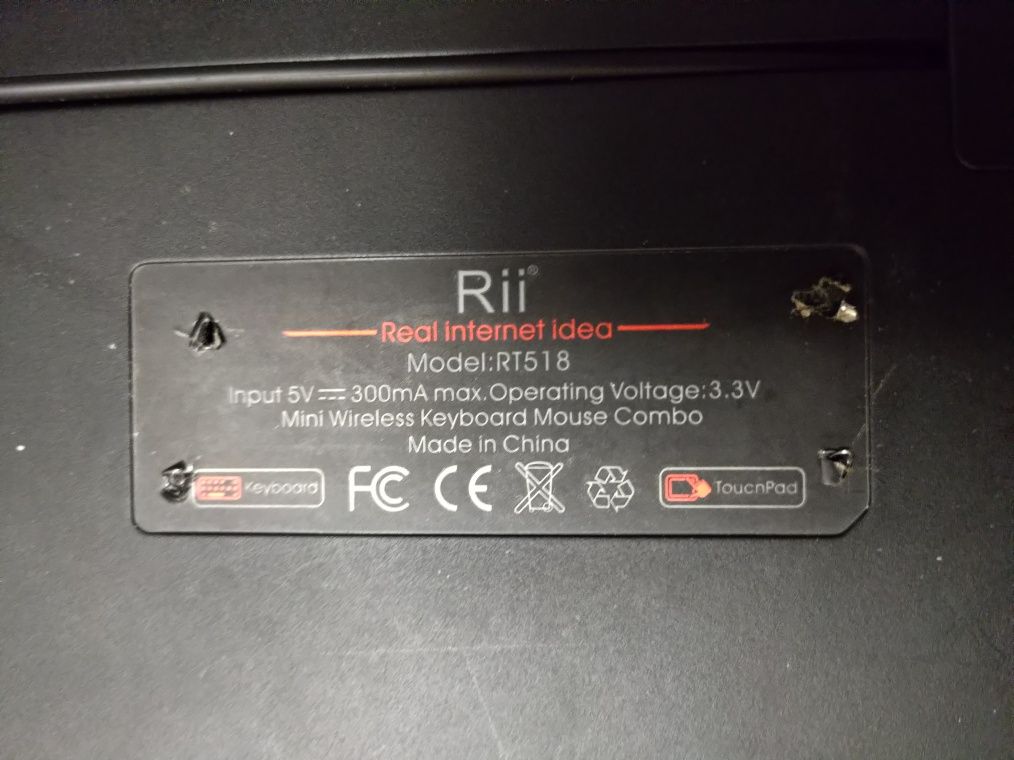 Rii®
Real internet idea
Model:RT518
Input 5V⎓300mA max.Operating Voltage:3.3V
Mini Wireless Keyboard Mouse Combo
Made in China
Keyboard FC CE TouchPad